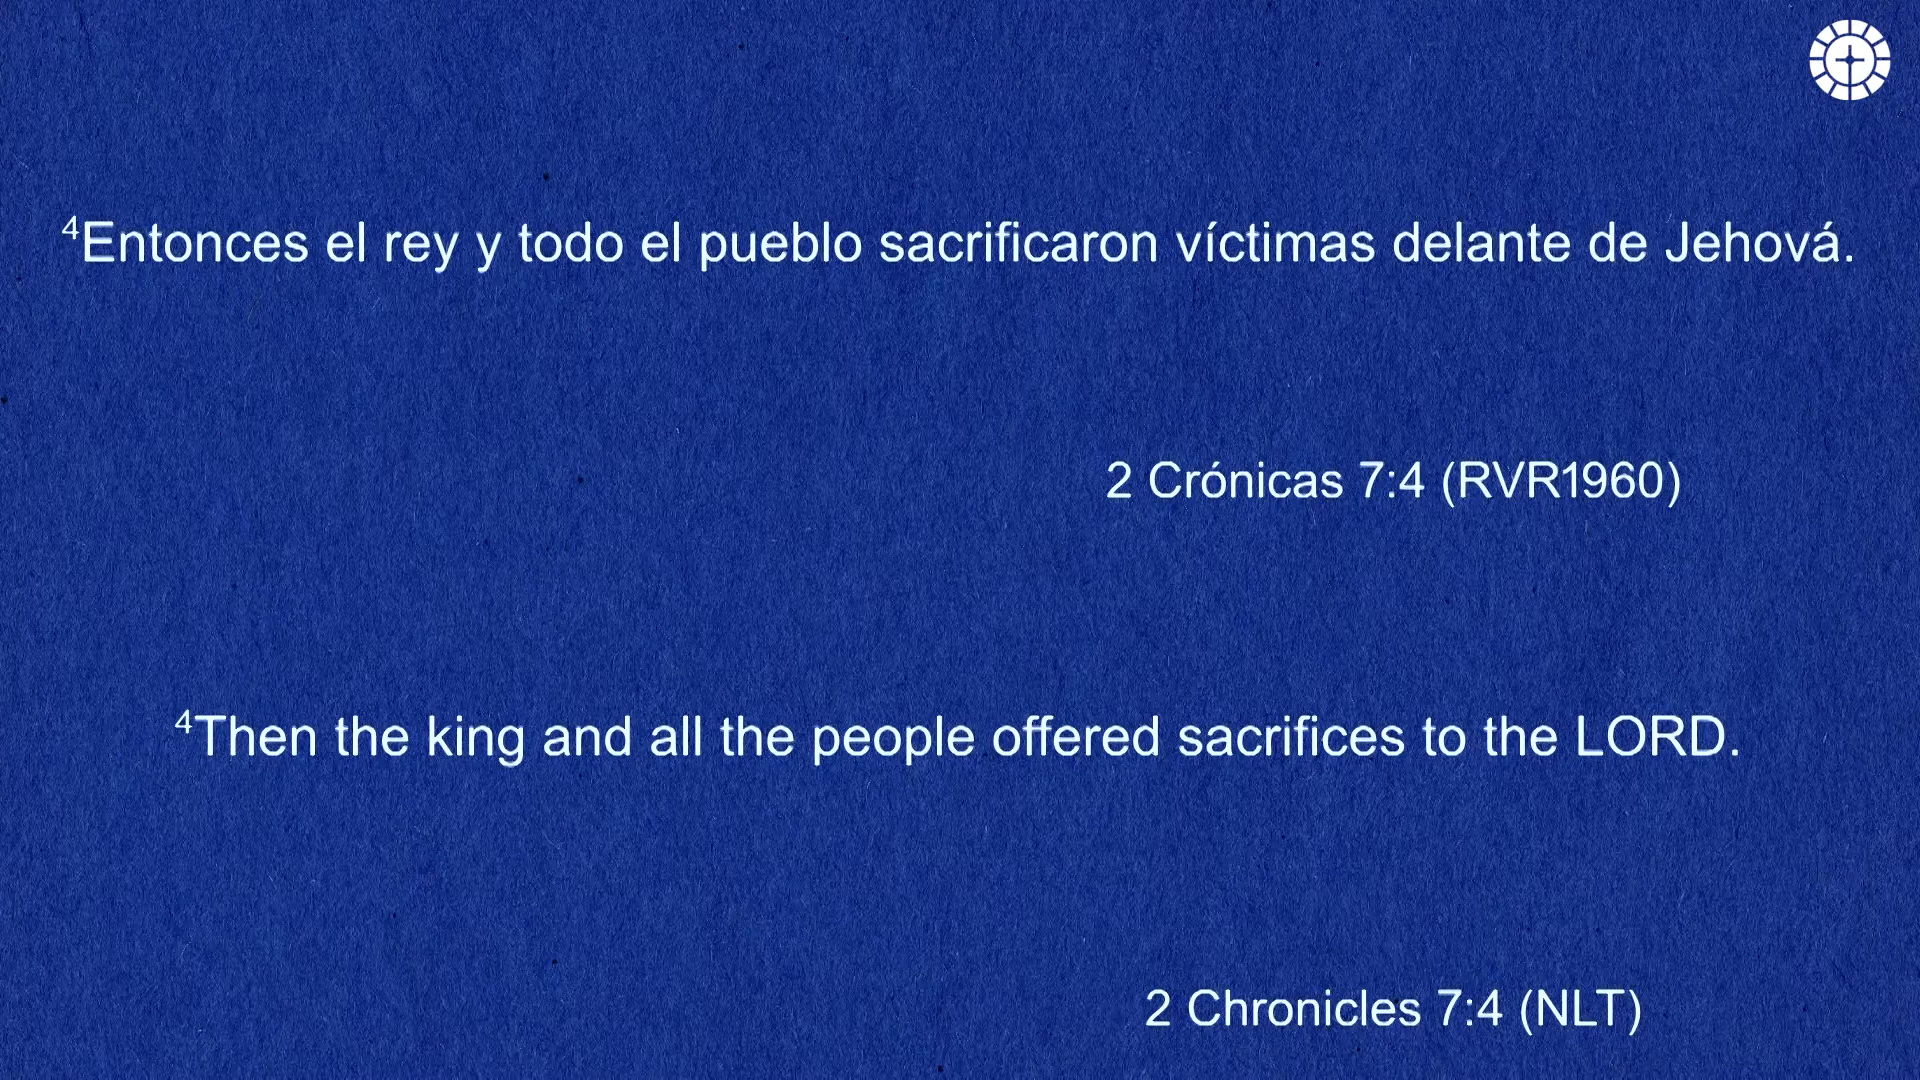 ⁴Entonces el rey y todo el pueblo sacrificaron víctimas delante de Jehová.
2 Crónicas 7:4 (RVR1960)
⁴Then the king and all the people offered sacrifices to the LORD.
2 Chronicles 7:4 (NLT)